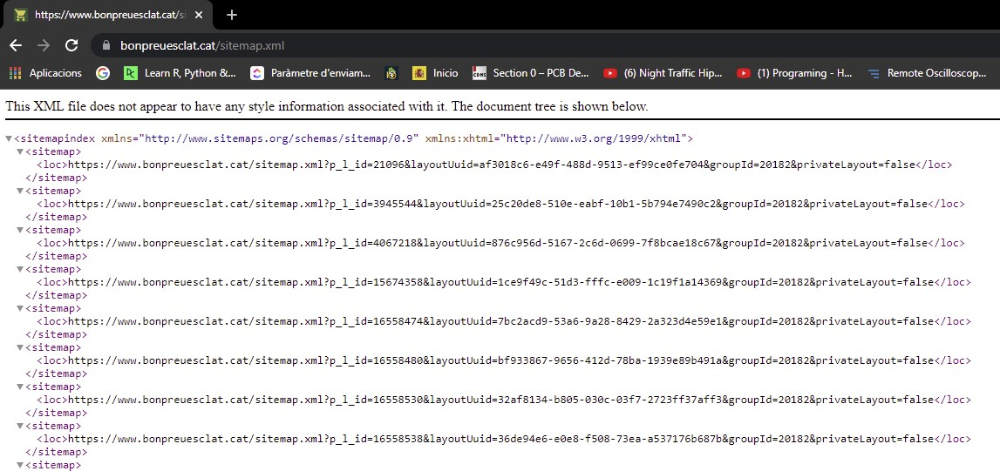 https://www.bonpreuesclat.cat/si
bonpreuesclat.cat/sitemap.xml
Aplicacions Learn R, Python &... Paràmetre d'enviam... Inicio CDMS Section 0 – PCB De... (6) Night Traffic Hip... (1) Programing - H... Remote Oscilloscop...
This XML file does not appear to have any style information associated with it. The document tree is shown below.
<sitemapindex xmlns="http://www.sitemaps.org/schemas/sitemap/0.9" xmlns:xhtml="http://www.w3.org/1999/xhtml">
<sitemap>
<loc>https://www.bonpreuesclat.cat/sitemap.xml?p_l_id=21096&layoutUuid=af3018c6-e49f-488d-9513-ef99ce0fe704&groupId=20182&privateLayout=false</loc>
</sitemap>
<sitemap>
<loc>https://www.bonpreuesclat.cat/sitemap.xml?p_l_id=3945544&layoutUuid=25c20de8-510e-eabf-10b1-5b794e7490c2&groupId=20182&privateLayout=false</loc>
</sitemap>
<sitemap>
<loc>https://www.bonpreuesclat.cat/sitemap.xml?p_l_id=4067218&layoutUuid=876c956d-5167-2c6d-0699-7f8bcae18c67&groupId=20182&privateLayout=false</loc>
</sitemap>
<sitemap>
<loc>https://www.bonpreuesclat.cat/sitemap.xml?p_l_id=15674358&layoutUuid=1ce9f49c-51d3-fffc-e009-1c19f1a14369&groupId=20182&privateLayout=false</loc>
</sitemap>
<sitemap>
<loc>https://www.bonpreuesclat.cat/sitemap.xml?p_l_id=16558474&layoutUuid=7bc2acd9-53a6-9a28-8429-2a323d4e59e1&groupId=20182&privateLayout=false</loc>
</sitemap>
<sitemap>
<loc>https://www.bonpreuesclat.cat/sitemap.xml?p_l_id=16558480&layoutUuid=bf933867-9656-412d-78ba-1939e89b491a&groupId=20182&privateLayout=false</loc>
</sitemap>
<sitemap>
<loc>https://www.bonpreuesclat.cat/sitemap.xml?p_l_id=16558530&layoutUuid=32af8134-b805-030c-03f7-2723ff37aff3&groupId=20182&privateLayout=false</loc>
</sitemap>
<sitemap>
<loc>https://www.bonpreuesclat.cat/sitemap.xml?p_l_id=16558538&layoutUuid=36de94e6-e0e8-f508-73ea-a537176b687b&groupId=20182&privateLayout=false</loc>
</sitemap>
<sitemap>